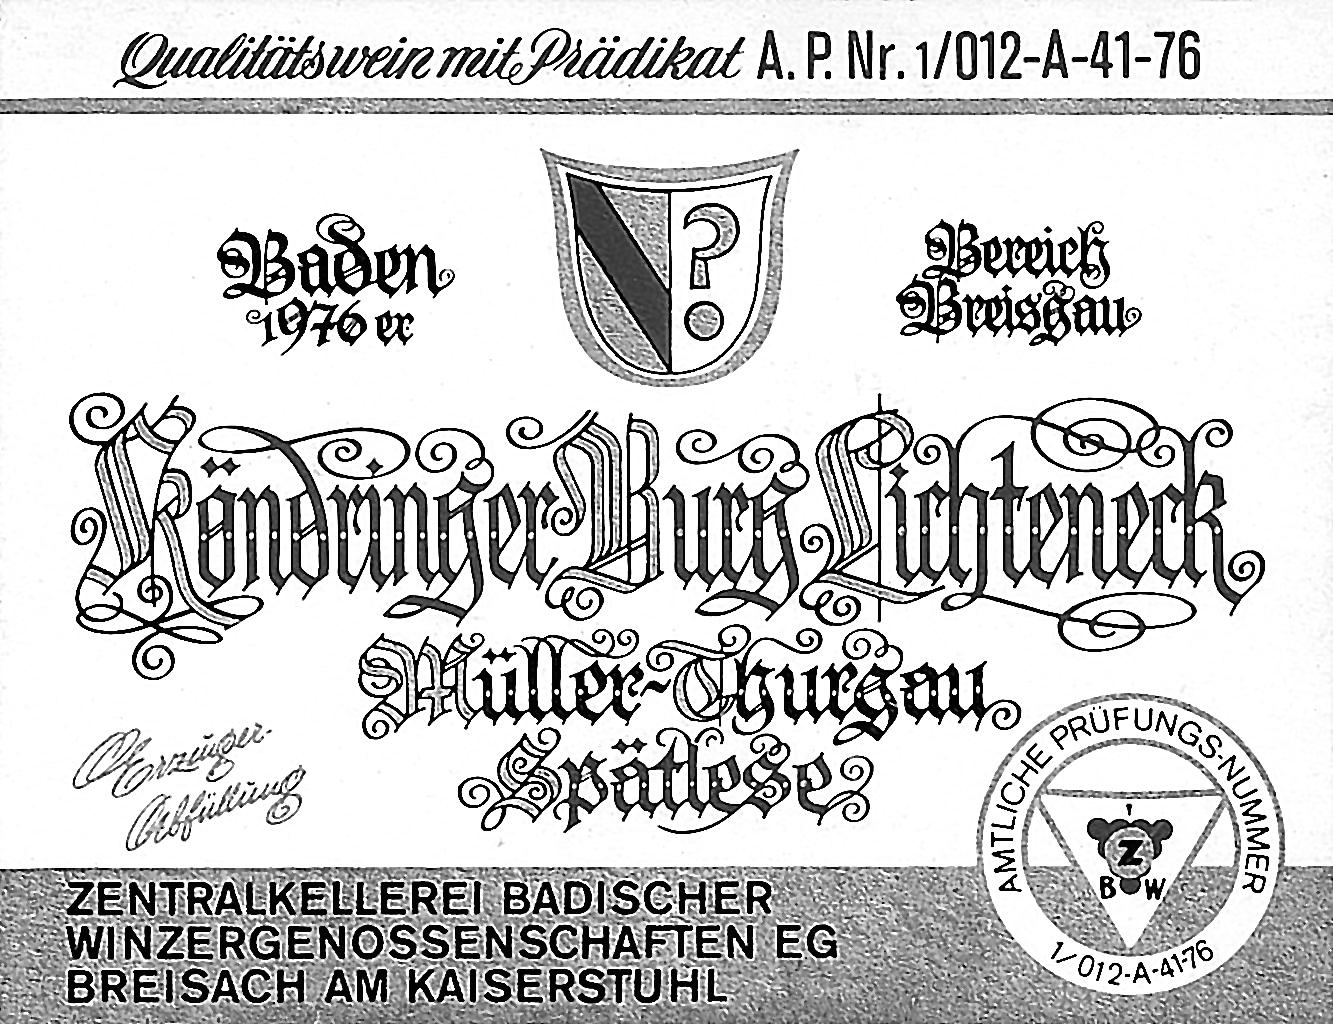 Qualitätswein mit Prädikat A. P. Nr. 1/012-A-41-76
Baden
1976 er
?
Bereich
Breisgau
Köndringer Burg Lichteneck
Müller-Thurgau
Spätlese
Erzeuger-
Abfüllung
AMTLICHE PRÜFUNGS-NUMMER
Z
B W
1/012-A-41-76
ZENTRALKELLEREI BADISCHER
WINZERGENOSSENSCHAFTEN EG
BREISACH AM KAISERSTUHL